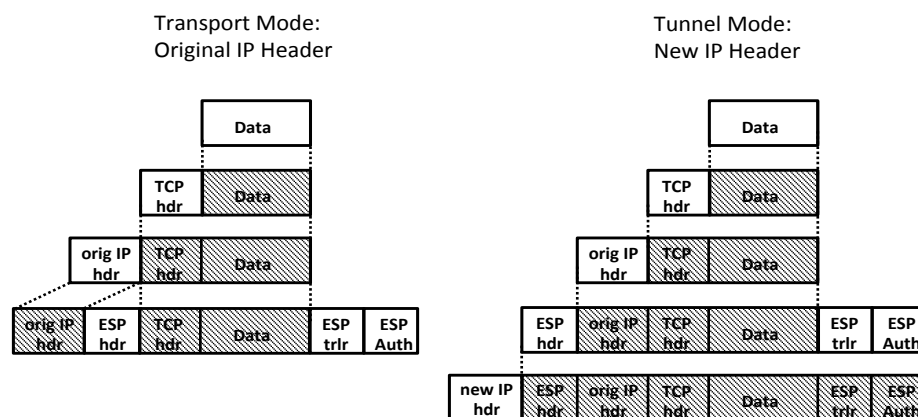 Transport Mode:
Original IP Header
Data
TCP
hdr
Data
orig IP
hdr
TCP
hdr
Data
orig IP
hdr
ESP
hdr
TCP
hdr
Data
ESP
trlr
ESP
Auth
Tunnel Mode:
New IP Header
Data
TCP
hdr
Data
orig IP
hdr
TCP
hdr
Data
ESP
hdr
orig IP
hdr
TCP
hdr
Data
ESP
trlr
ESP
Auth
new IP
hdr
ESP
hdr
orig IP
hdr
TCP
hdr
Data
ESP
trlr
ESP
Auth